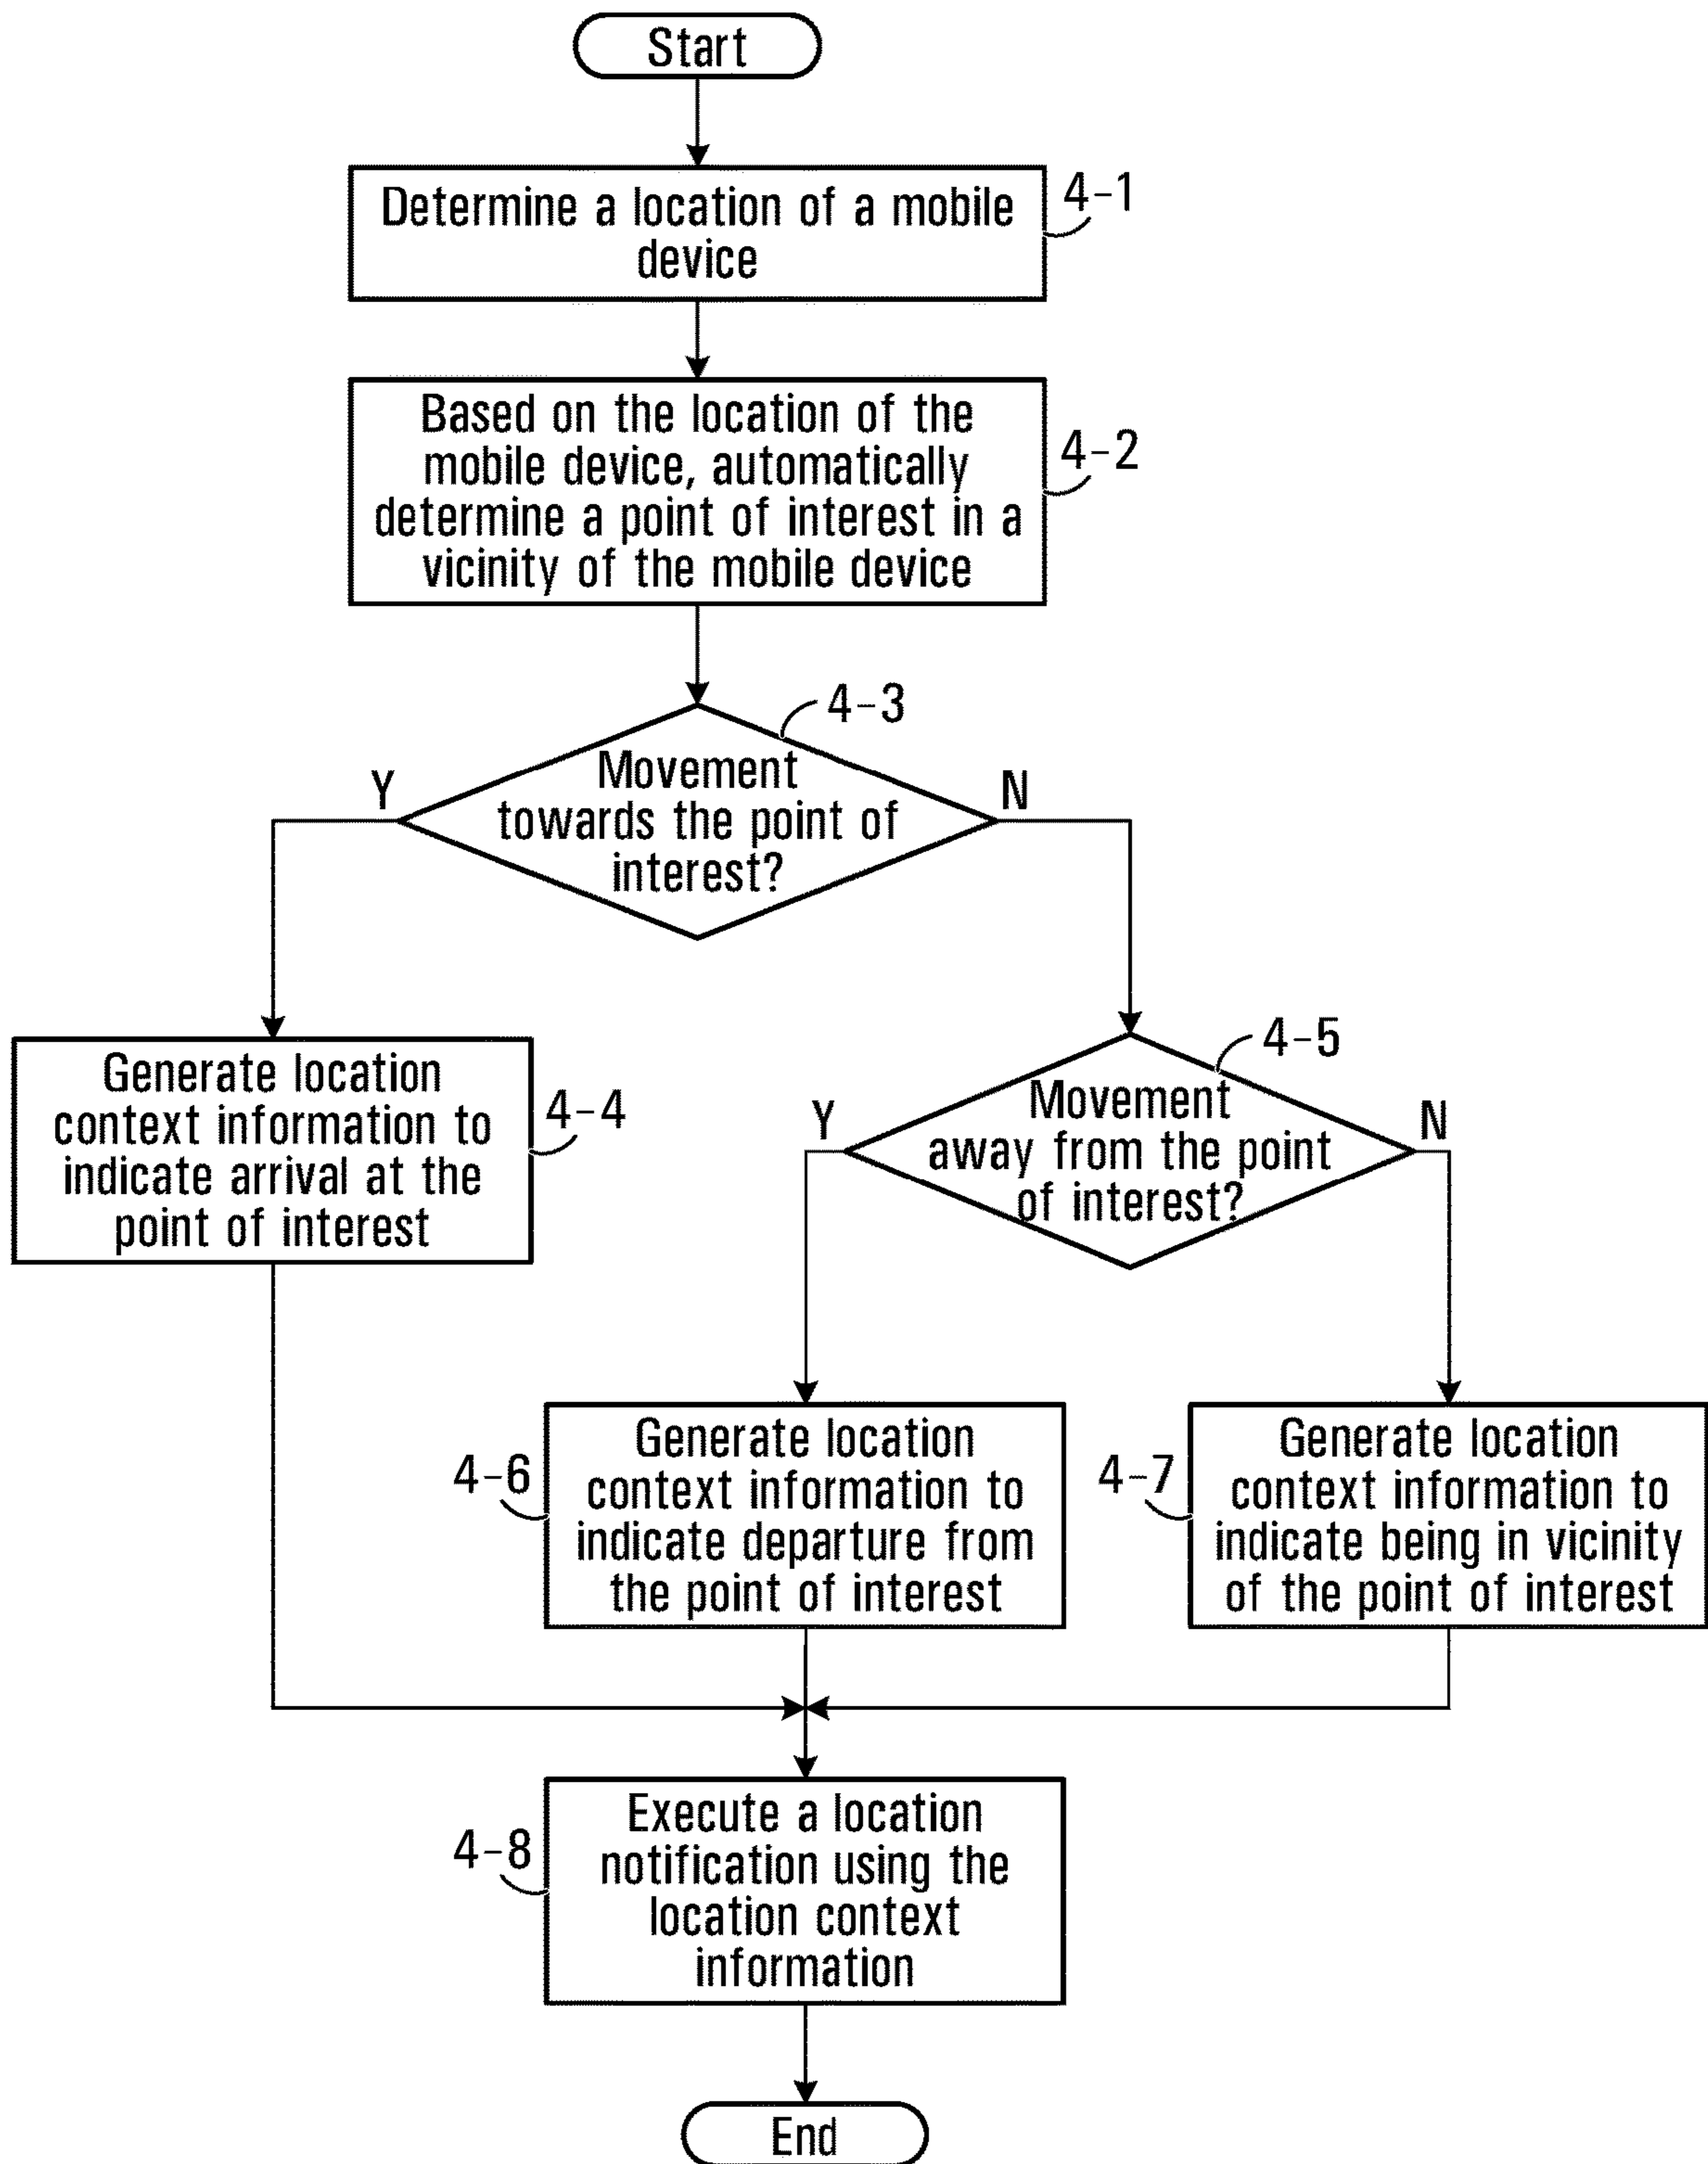 Start
Determine a location of a mobile
device
4-1
Based on the location of the
mobile device, automatically
determine a point of interest in a
vicinity of the mobile device
4-2
4-3
Movement
towards the point of
interest?
Y
N
Generate location
context information to
indicate arrival at the
point of interest
4-4
4-5
Movement
away from the point
of interest?
Y
N
4-6
Generate location
context information to
indicate departure from
the point of interest
4-7
Generate location
context information to
indicate being in vicinity
of the point of interest
4-8
Execute a location
notification using the
location context
information
End